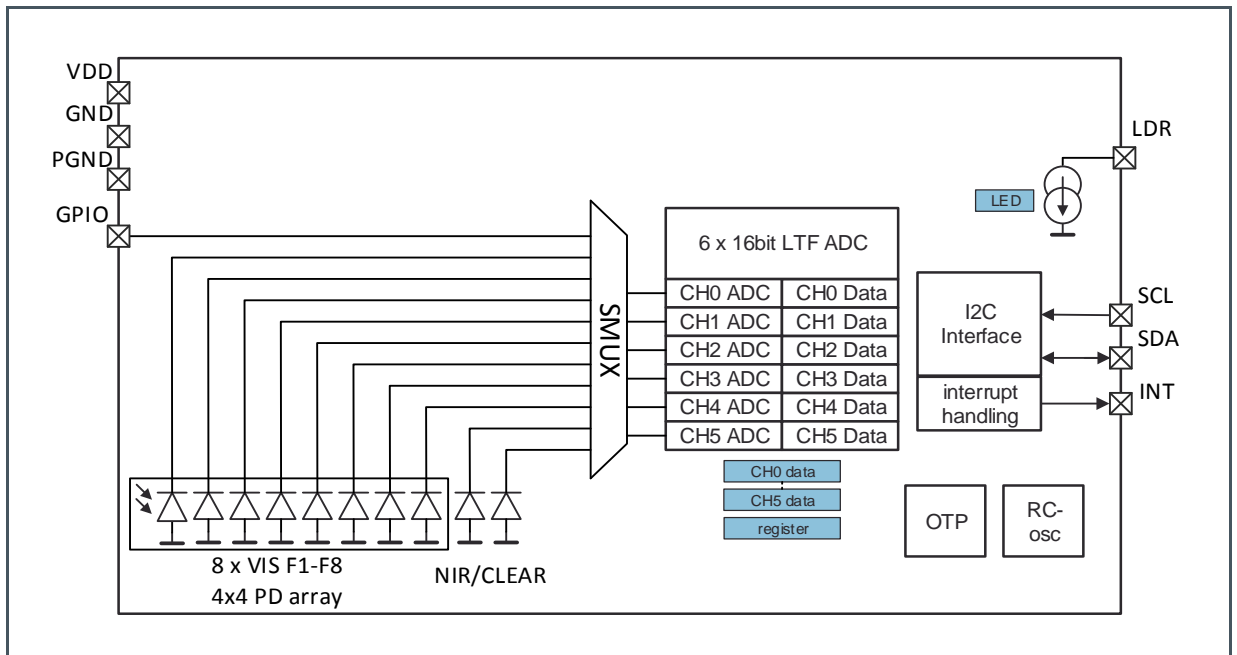 VDD
GND
PGND
GPIO
LDR
LED
6 x 16bit LTF ADC
SMUX
CH0 ADC CH0 Data
CH1 ADC CH1 Data
CH2 ADC CH2 Data
CH3 ADC CH3 Data
CH4 ADC CH4 Data
CH5 ADC CH5 Data
I2C
Interface
interrupt
handling
SCL
SDA
INT
CH0 data
CH5 data
register
OTP
RC-
osc
8 x VIS F1-F8
4x4 PD array
NIR/CLEAR